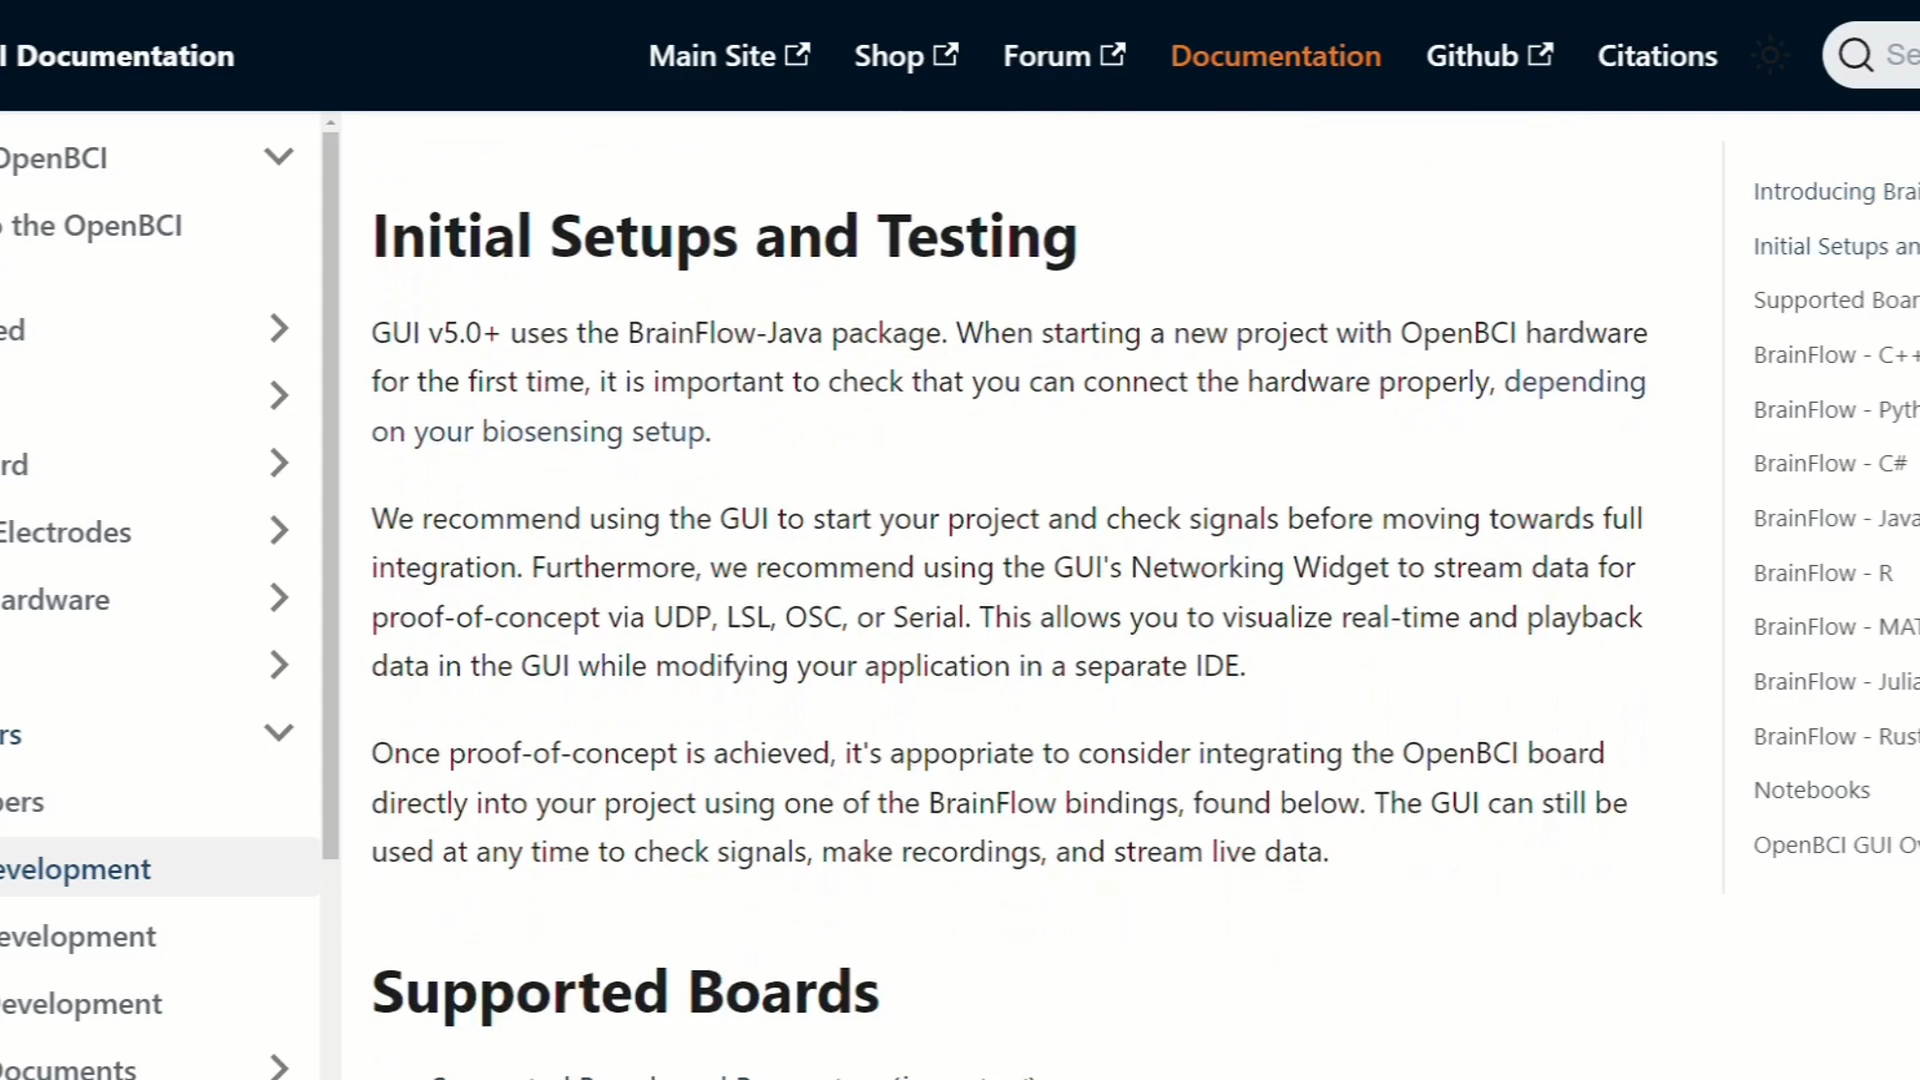 I Documentation
Main Site Shop Forum Documentation Github Citations Se
OpenBCI
the OpenBCI
ed
rd
Electrodes
ardware
rs
pers
evelopment
evelopment
evelopment
Documents
Initial Setups and Testing
GUI v5.0+ uses the BrainFlow-Java package. When starting a new project with OpenBCI hardware
for the first time, it is important to check that you can connect the hardware properly, depending
on your biosensing setup.
We recommend using the GUI to start your project and check signals before moving towards full
integration. Furthermore, we recommend using the GUI's Networking Widget to stream data for
proof-of-concept via UDP, LSL, OSC, or Serial. This allows you to visualize real-time and playback
data in the GUI while modifying your application in a separate IDE.
Once proof-of-concept is achieved, it's appopriate to consider integrating the OpenBCI board
directly into your project using one of the BrainFlow bindings, found below. The GUI can still be
used at any time to check signals, make recordings, and stream live data.
Supported Boards
Introducing Brai
Initial Setups an
Supported Boar
BrainFlow - C++
BrainFlow - Pyth
BrainFlow - C#
BrainFlow - Java
BrainFlow - R
BrainFlow - MAT
BrainFlow - Julia
BrainFlow - Rust
Notebooks
OpenBCI GUI Ov